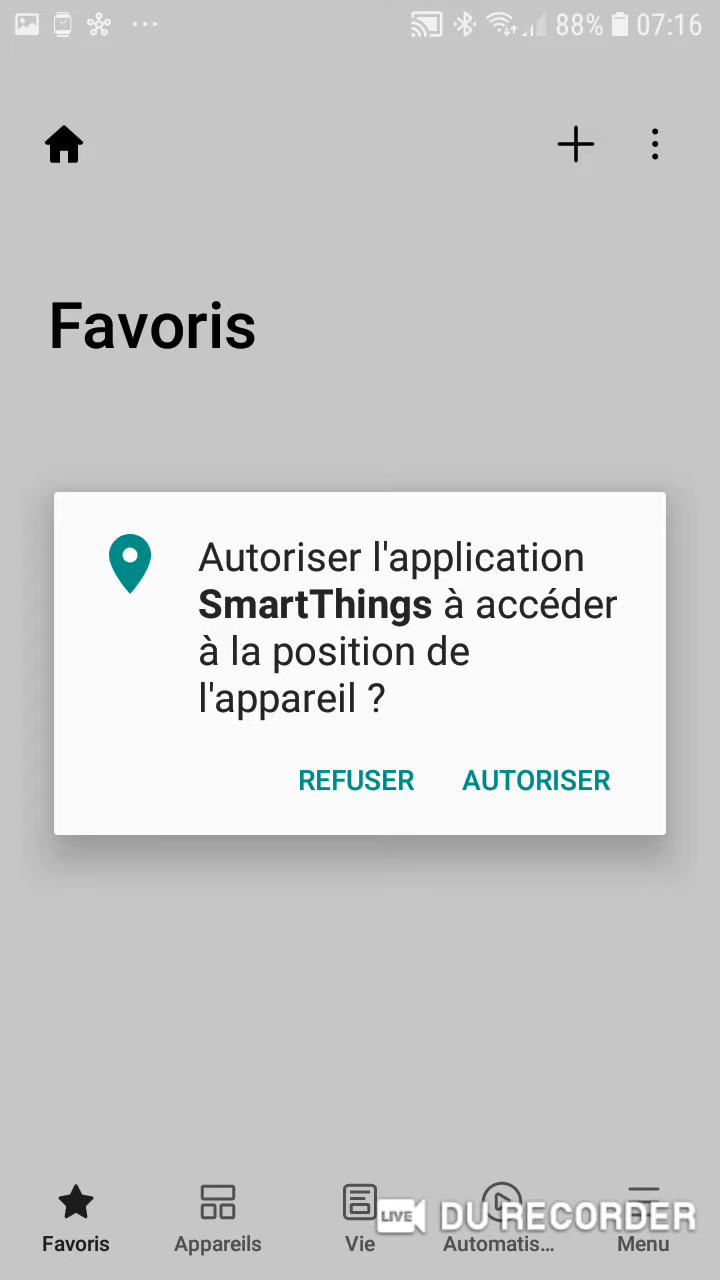 88% 07:16
Favoris
Autoriser l'application
SmartThings à accéder
à la position de
l'appareil ?
REFUSER AUTORISER
LIVE DU RECORDER
Favoris Appareils Vie Automatis... Menu